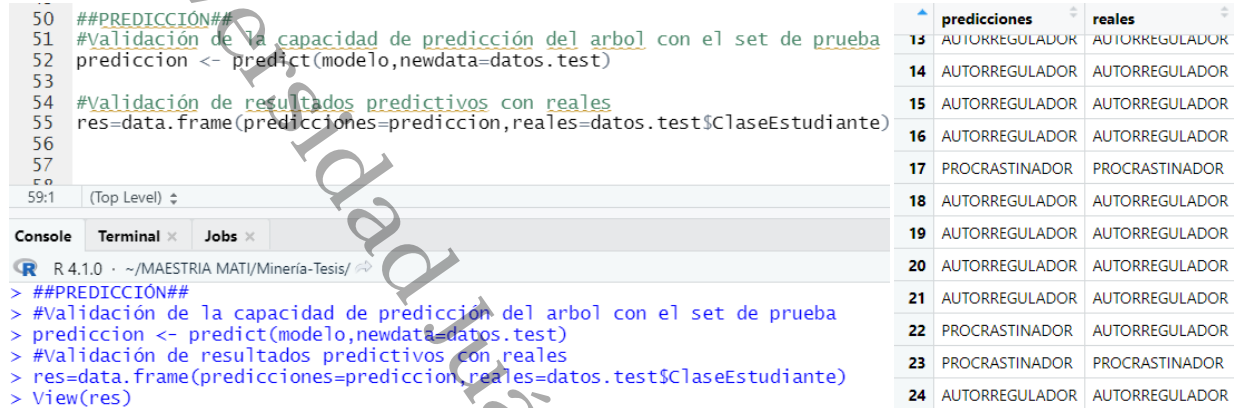 50 ##PREDICCIÓN##
51 #Validación de la capacidad de predicción del arbol con el set de prueba
52 prediccion <- predict(modelo,newdata=datos.test)
53
54 #Validación de resultados predictivos con reales
55 res=data.frame(predicciones=prediccion,reales=datos.test$ClaseEstudiante)
56
57
58
59:1 (Top Level)
Console Terminal Jobs
R R 4.1.0 · ~/MAESTRIA MATI/Minería-Tesis/
> ##PREDICCIÓN##
> #Validación de la capacidad de predicción del arbol con el set de prueba
> prediccion <- predict(modelo,newdata=datos.test)
> #Validación de resultados predictivos con reales
> res=data.frame(predicciones=prediccion,reales=datos.test$ClaseEstudiante)
> View(res)
predicciones reales
13 AUTORREGULADOR AUTORREGULADOR
14 AUTORREGULADOR AUTORREGULADOR
15 AUTORREGULADOR AUTORREGULADOR
16 AUTORREGULADOR AUTORREGULADOR
17 PROCRASTINADOR PROCRASTINADOR
18 AUTORREGULADOR AUTORREGULADOR
19 AUTORREGULADOR AUTORREGULADOR
20 AUTORREGULADOR AUTORREGULADOR
21 AUTORREGULADOR AUTORREGULADOR
22 PROCRASTINADOR AUTORREGULADOR
23 PROCRASTINADOR PROCRASTINADOR
24 AUTORREGULADOR AUTORREGULADOR
versidad Juá